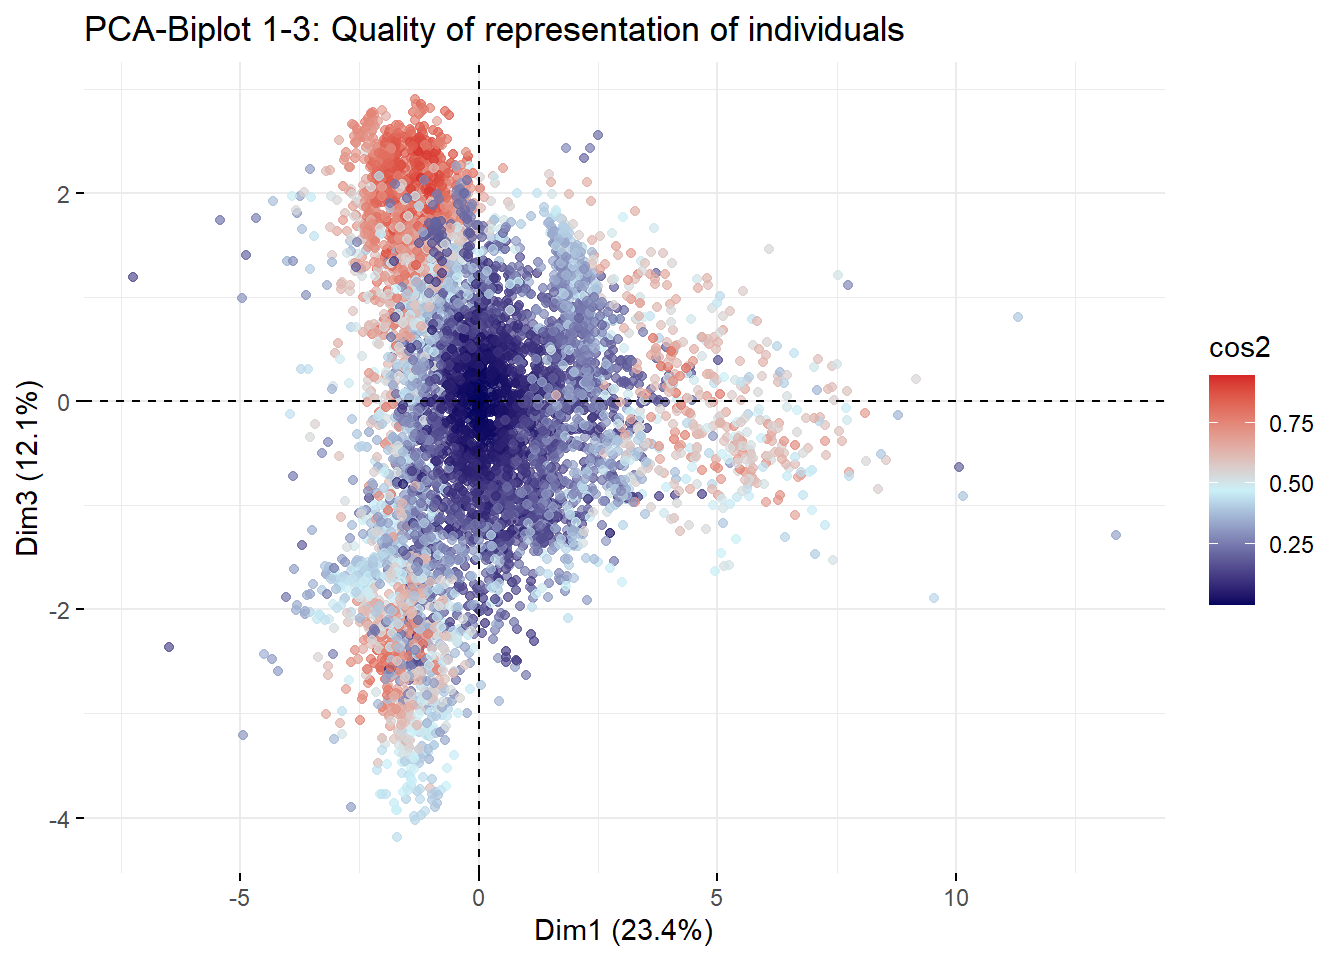 PCA-Biplot 1-3: Quality of representation of individuals
2
0
-2
-4
Dim3 (12.1%)
-5
0
5
10
Dim1 (23.4%)
cos2
0.75
0.50
0.25